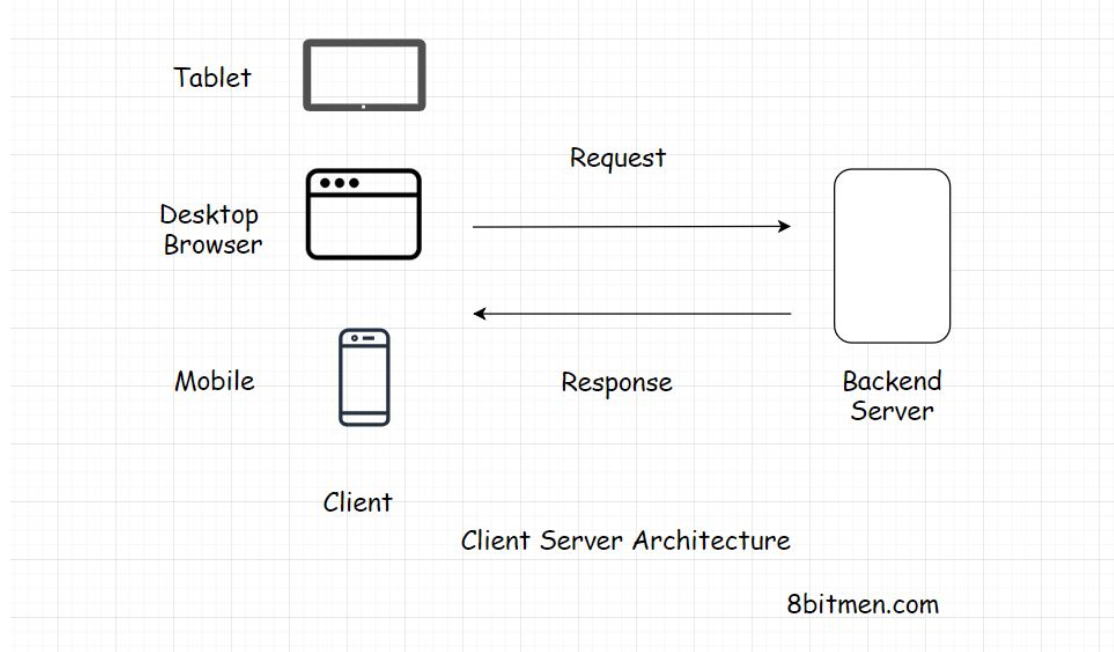 Tablet
Request
Desktop
Browser
Mobile
Response
Backend
Server
Client
Client Server Architecture
8bitmen.com